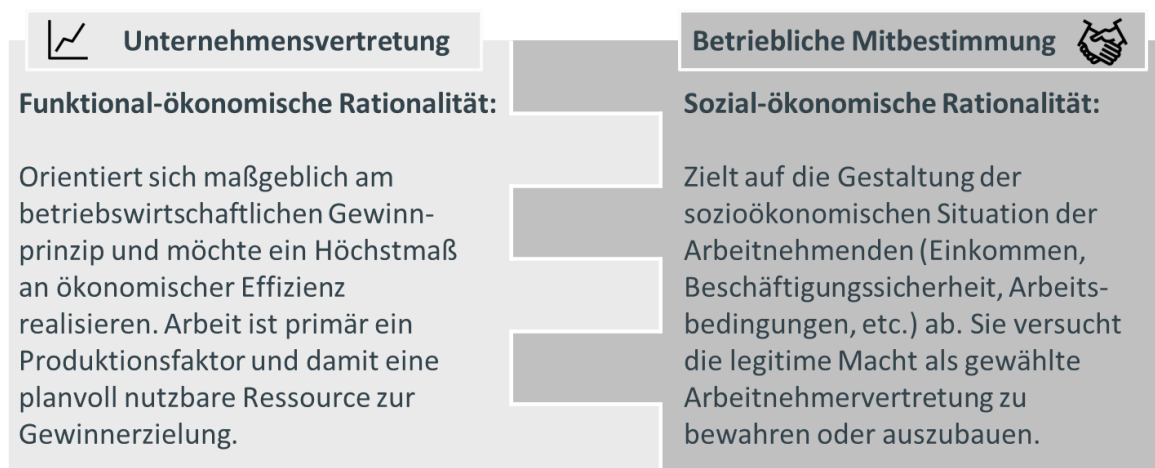 Unternehmensvertretung
Funktional-ökonomische Rationalität:
Orientiert sich maßgeblich am
betriebswirtschaftlichen Gewinn-
prinzip und möchte ein Höchstmaß
an ökonomischer Effizienz
realisieren. Arbeit ist primär ein
Produktionsfaktor und damit eine
planvoll nutzbare Ressource zur
Gewinnerzielung.
Betriebliche Mitbestimmung
Sozial-ökonomische Rationalität:
Zielt auf die Gestaltung der
sozioökonomischen Situation der
Arbeitnehmenden (Einkommen,
Beschäftigungssicherheit, Arbeits-
bedingungen, etc.) ab. Sie versucht
die legitime Macht als gewählte
Arbeitnehmervertretung zu
bewahren oder auszubauen.